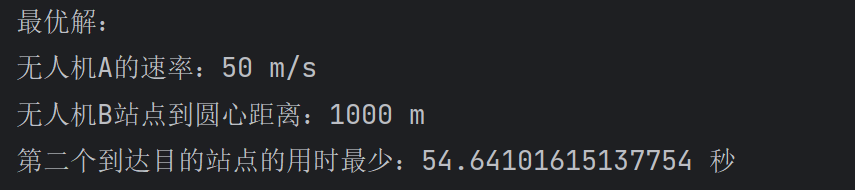 最优解：
无人机A的速率：50 m/s
无人机B站点到圆心距离：1000 m
第二个到达目的站点的用时最少：54.64101615137754 秒